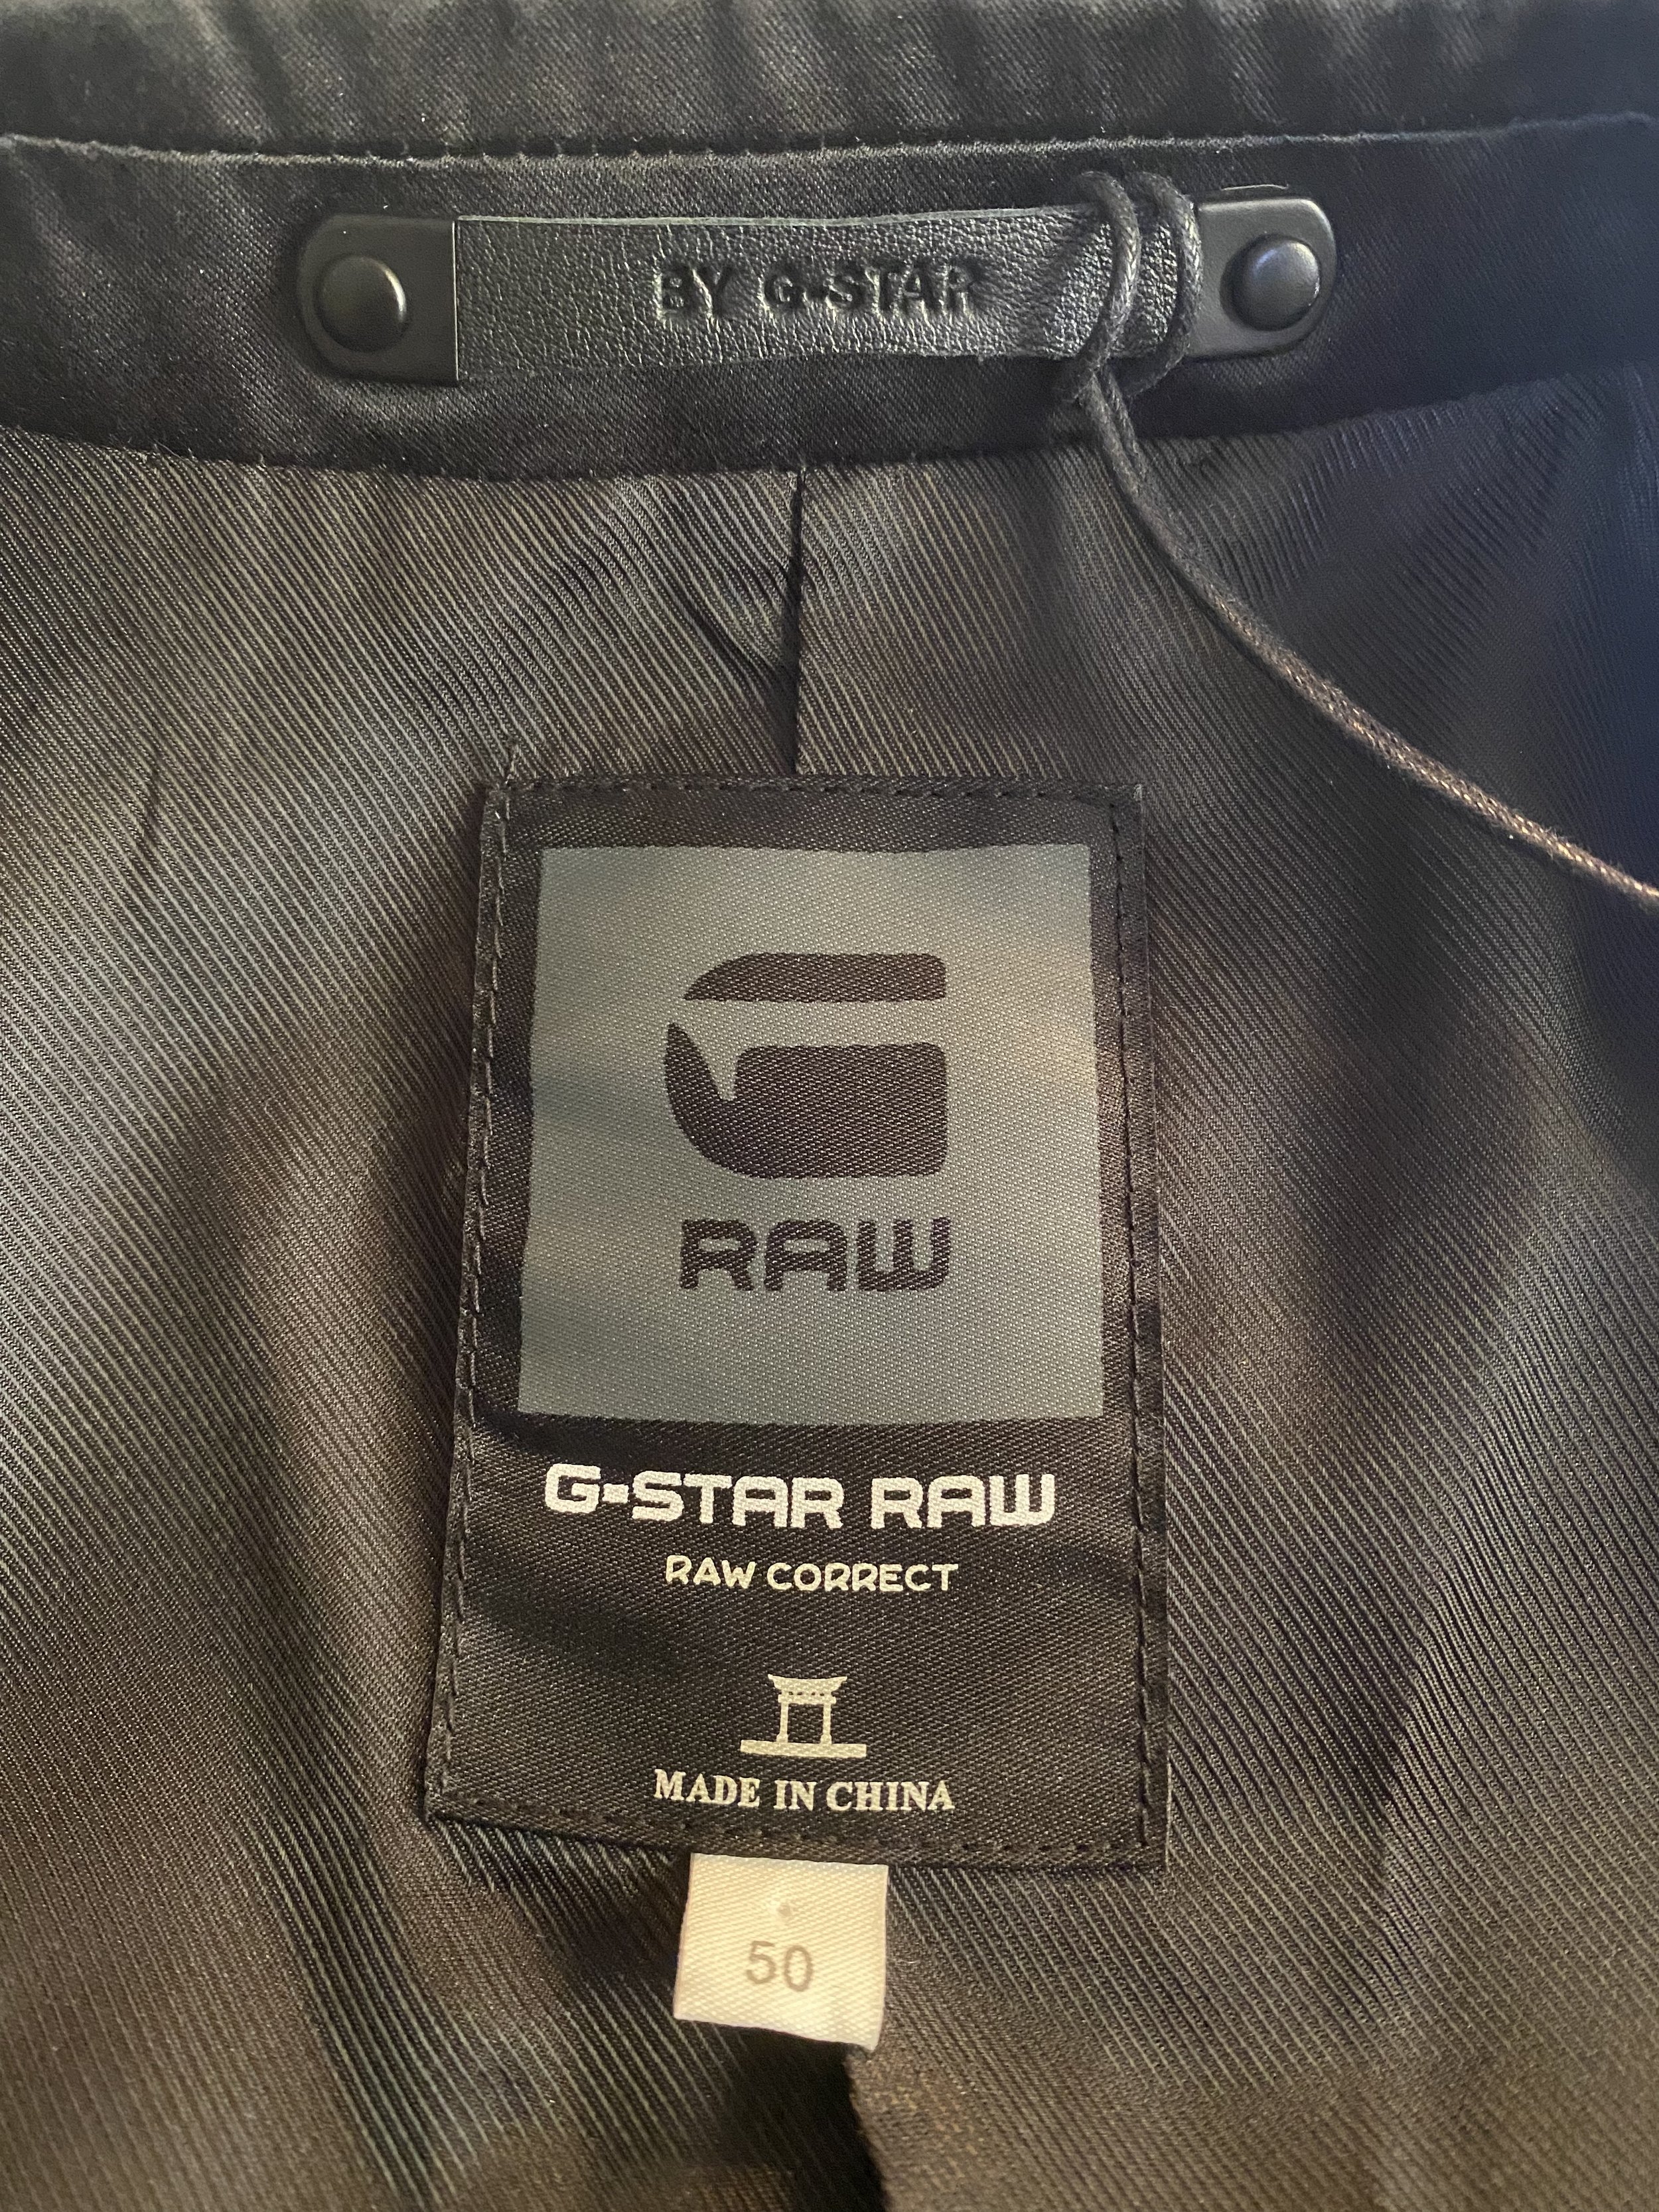 BY G-STAR
G
RAW
G-STAR RAW
RAW CORRECT
MADE IN CHINA
50